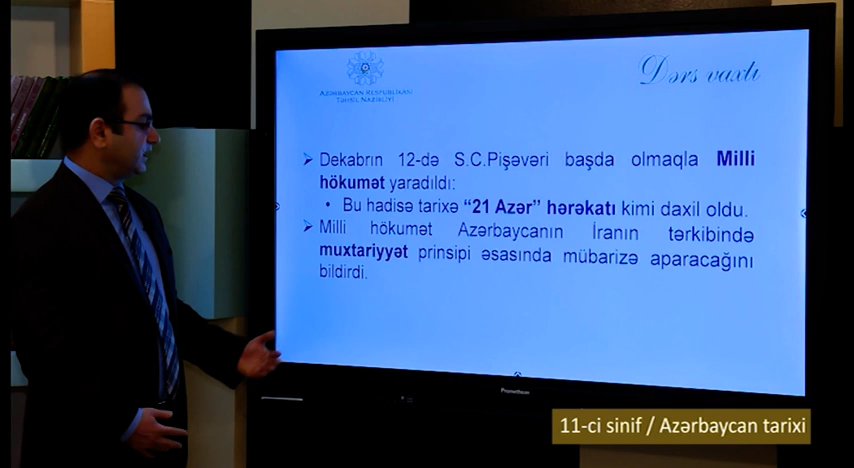 Dərs vaxtı
AZƏRBAYCAN RESPUBLİKASI
TƏHSİL NAZİRLİYİ
➢ Dekabrın 12-də S.C.Pişəvəri başda olmaqla Milli
hökumət yaradıldı:
• Bu hadisə tarixə “21 Azər” hərəkatı kimi daxil oldu.
➢ Milli hökumət Azərbaycanın İranın tərkibində
muxtariyyət prinsipi əsasında mübarizə aparacağını
bildirdi.
Promethean
11-ci sinif / Azərbaycan tarixi